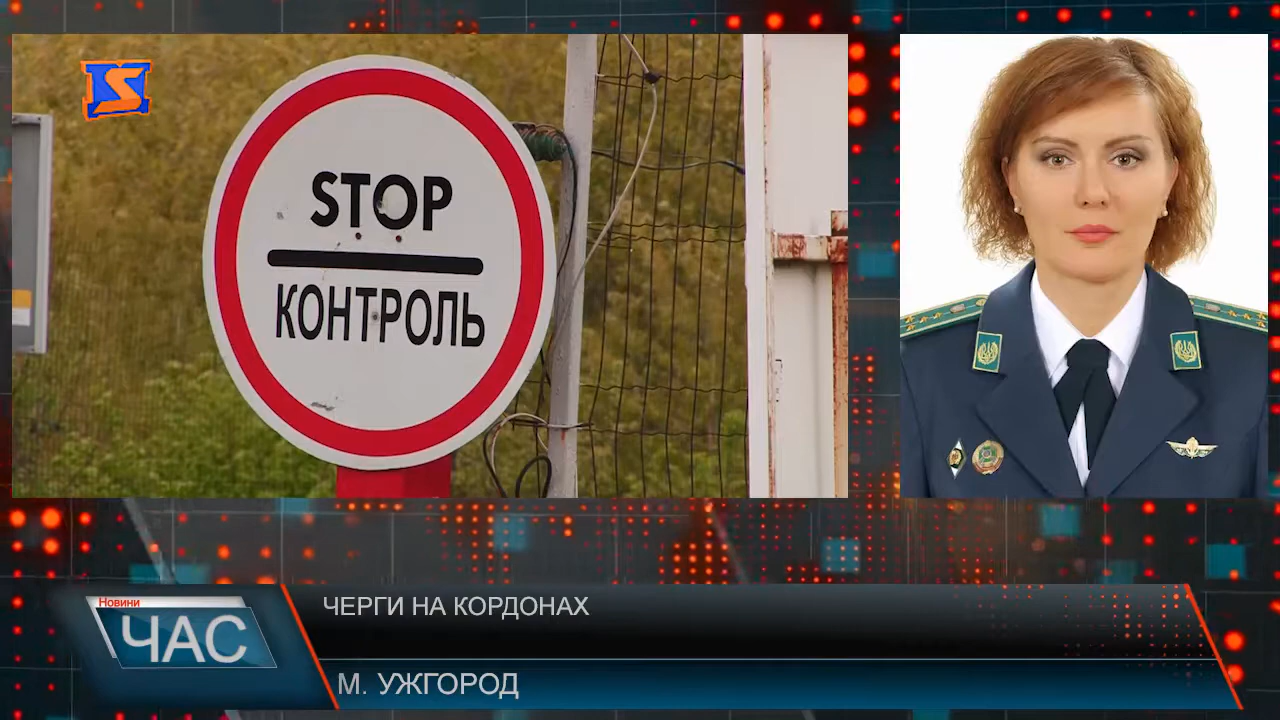 STOP
КОНТРОЛЬ
Новини
ЧАС
ЧЕРГИ НА КОРДОНАХ
М. УЖГОРОД